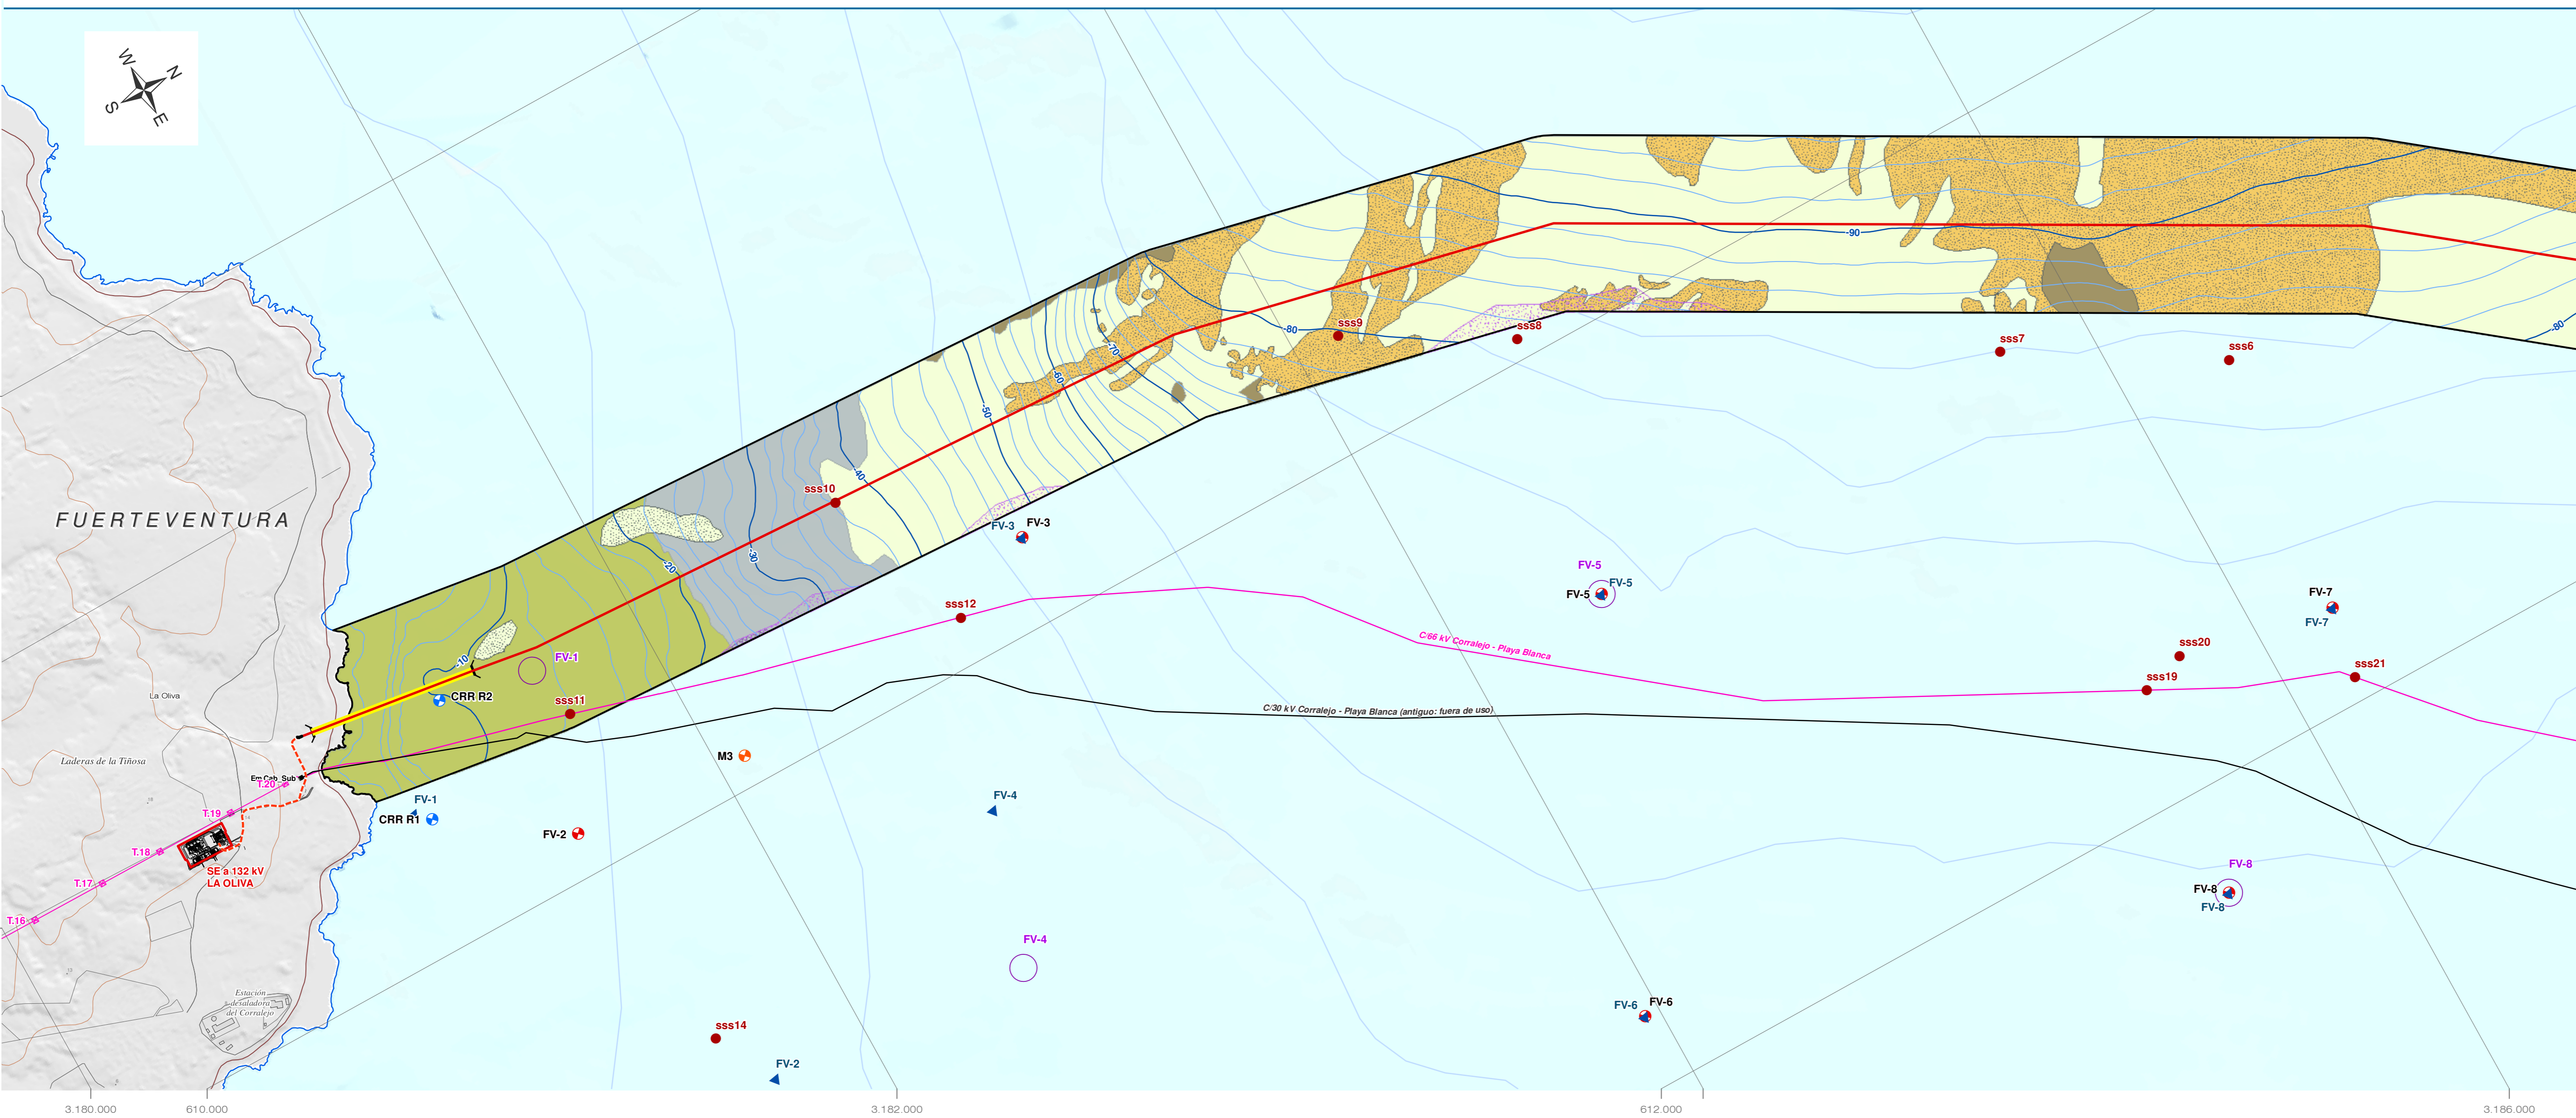 W
N
S
E
FUERTEVENTURA
La Oliva
Laderas de la Tiñosa
Em.Cab. Sub
T.20
T.19
T.18
T.17
T.16
SE a 132 kV
LA OLIVA
Estación
desaladora
del Corralejo
-10
-20
-30
-40
-50
-60
-70
-80
-90
-80
sss10
sss9
sss8
sss7
sss6
FV-3
FV-3
sss12
FV-1
sss11
CRR R2
FV-1
CRR R1
M3
FV-2
FV-4
FV-4
sss14
FV-2
C/66 kV Corralejo - Playa Blanca
C/30 kV Corralejo - Playa Blanca (antiguo: fuera de uso)
FV-5
FV-5
FV-5
FV-7
FV-7
sss20
sss19
sss21
FV-8
FV-8
FV-8
FV-6
FV-6
3.180.000
610.000
3.182.000
612.000
3.186.000